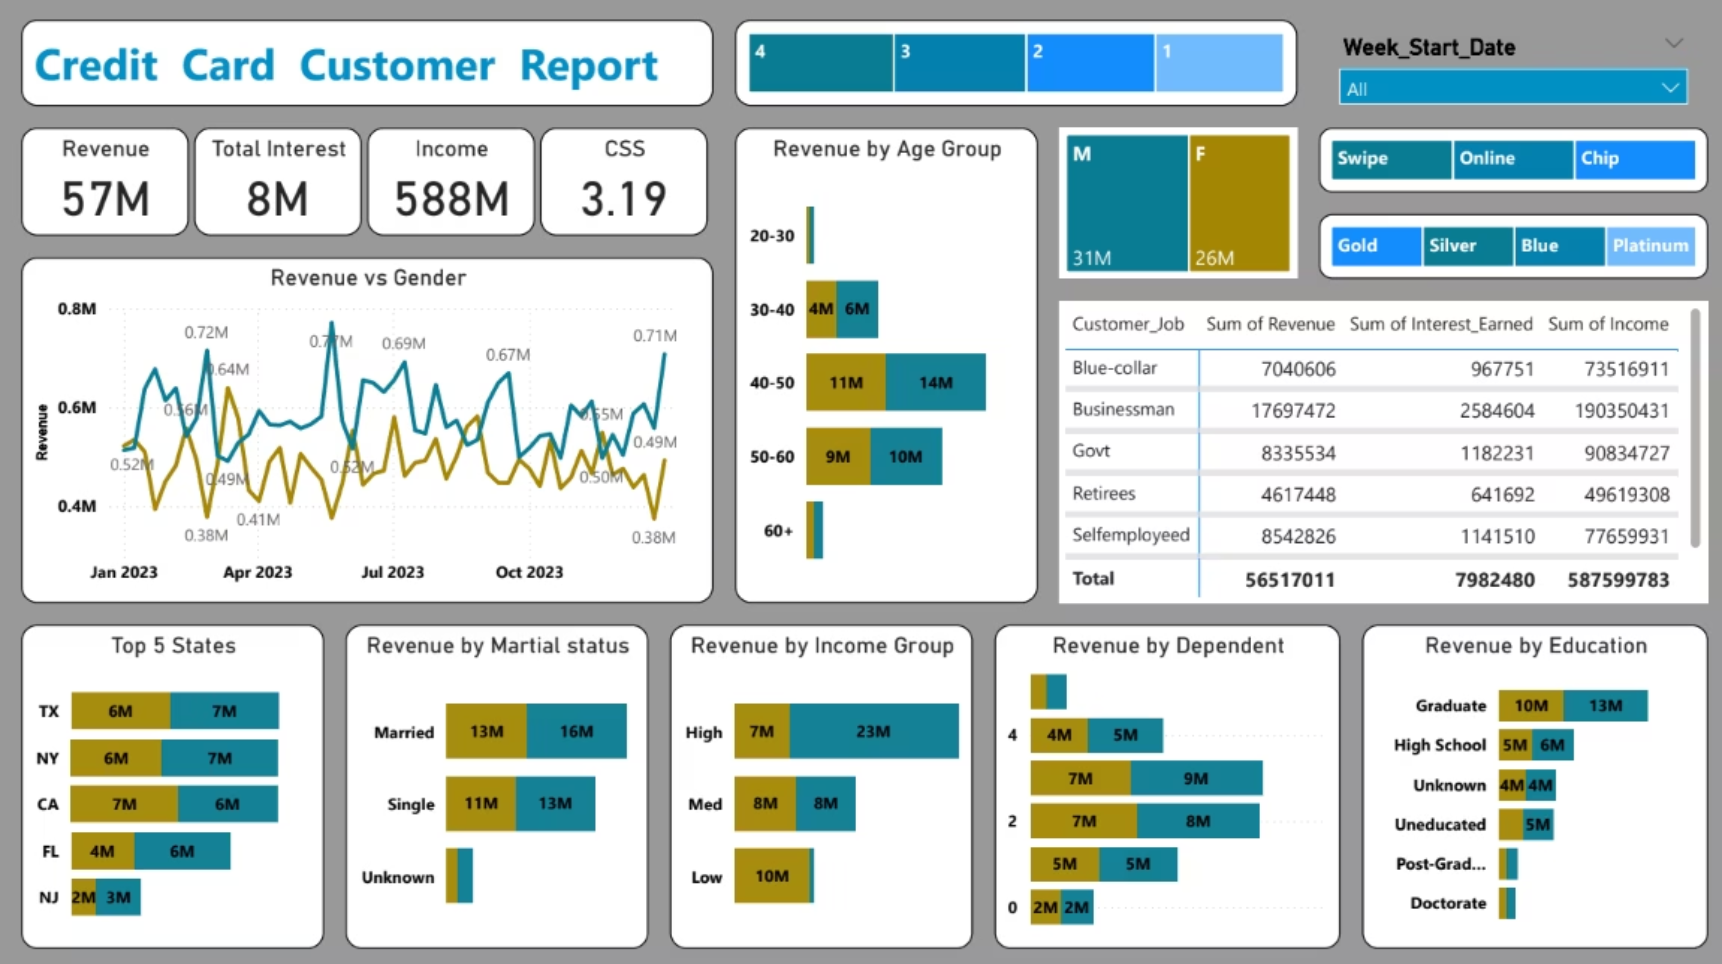 Credit Card Customer Report
4 3 2 1
Week_Start_Date
All
Revenue
57M
Total Interest
8M
Income
588M
CSS
3.19
Revenue by Age Group
20-30
30-40 4M 6M
40-50 11M 14M
50-60 9M 10M
60+
M F
31M 26M
Swipe Online Chip
Gold Silver Blue Platinum
Revenue vs Gender
Revenue
0.8M
0.6M
0.4M
0.72M
0.64M
0.56M
0.77M
0.69M
0.67M
0.71M
0.55M
0.52M
0.49M
0.52M
0.50M
0.49M
0.38M
0.41M
0.38M
Jan 2023 Apr 2023 Jul 2023 Oct 2023
Customer_Job Sum of Revenue Sum of Interest_Earned Sum of Income
Blue-collar 7040606 967751 73516911
Businessman 17697472 2584604 190350431
Govt 8335534 1182231 90834727
Retirees 4617448 641692 49619308
Selfemployeed 8542826 1141510 77659931
Total 56517011 7982480 587599783
Top 5 States
TX 6M 7M
NY 6M 7M
CA 7M 6M
FL 4M 6M
NJ 2M 3M
Revenue by Martial status
Married 13M 16M
Single 11M 13M
Unknown
Revenue by Income Group
High 7M 23M
Med 8M 8M
Low 10M
Revenue by Dependent
4 4M 5M
7M 9M
2 7M 8M
5M 5M
0 2M 2M
Revenue by Education
Graduate 10M 13M
High School 5M 6M
Unknown 4M 4M
Uneducated 5M
Post-Grad...
Doctorate